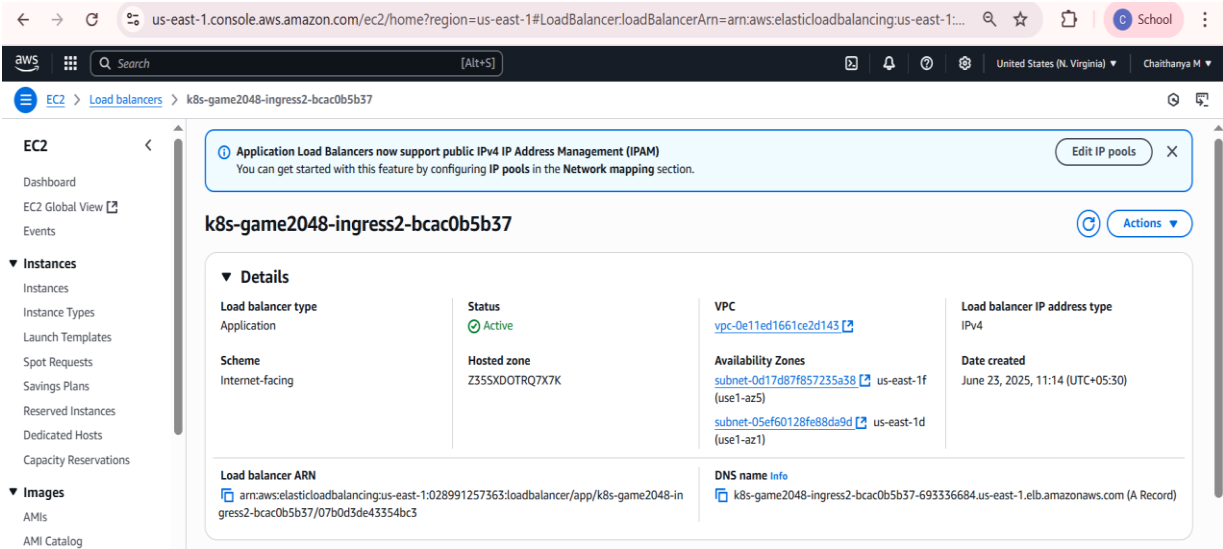 us-east-1.console.aws.amazon.com/ec2/home?region=us-east-1#LoadBalancer:loadBalancerArn=arn:aws:elasticloadbalancing:us-east-1:...
C School
aws
Search [Alt+S]
United States (N. Virginia)
Chaithanya M
EC2 > Load balancers > k8s-game2048-ingress2-bcac0b5b37
EC2
Dashboard
EC2 Global View
Events
Instances
Instances
Instance Types
Launch Templates
Spot Requests
Savings Plans
Reserved Instances
Dedicated Hosts
Capacity Reservations
Images
AMIs
AMI Catalog
Application Load Balancers now support public IPv4 IP Address Management (IPAM)
You can get started with this feature by configuring IP pools in the Network mapping section.
Edit IP pools
k8s-game2048-ingress2-bcac0b5b37
Actions
Details
Load balancer type
Application
Status
Active
VPC
vpc-0e11ed1661ce2d143
Load balancer IP address type
IPv4
Scheme
Internet-facing
Hosted zone
Z35SXDOTRQ7X7K
Availability Zones
subnet-0d17d87f857235a38 us-east-1f
(use1-az5)
subnet-05ef60128fe88da9d us-east-1d
(use1-az1)
Date created
June 23, 2025, 11:14 (UTC+05:30)
Load balancer ARN
arn:aws:elasticloadbalancing:us-east-1:028991257363:loadbalancer/app/k8s-game2048-in
gress2-bcac0b5b37/07b0d3de43354bc3
DNS name Info
k8s-game2048-ingress2-bcac0b5b37-693336684.us-east-1.elb.amazonaws.com (A Record)